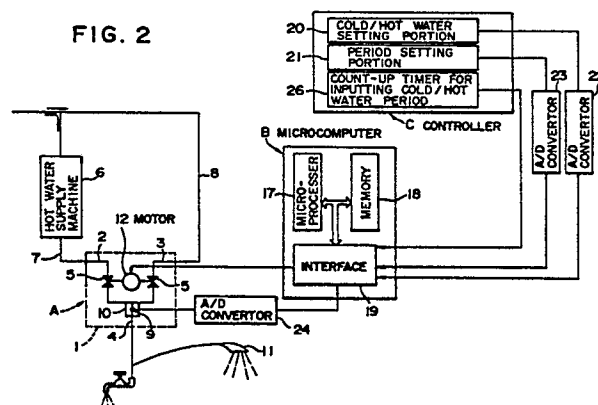 FIG. 2
20
COLD/HOT WATER
SETTING PORTION
21
PERIOD SETTING
PORTION
26
COUNT-UP TIMER FOR
INPUTTING COLD/HOT
WATER PERIOD
C CONTROLLER
23
A/D
CONVERTOR
2
A/D
CONVERTOR
B MICROCOMPUTER
17
MICRO-
PROCESSER
MEMORY
18
INTERFACE
19
6
HOT WATER
SUPPLY
MACHINE
8
7
2
12 MOTOR
3
5
5
A
10
9
4
1
A/D
CONVERTOR
24
11